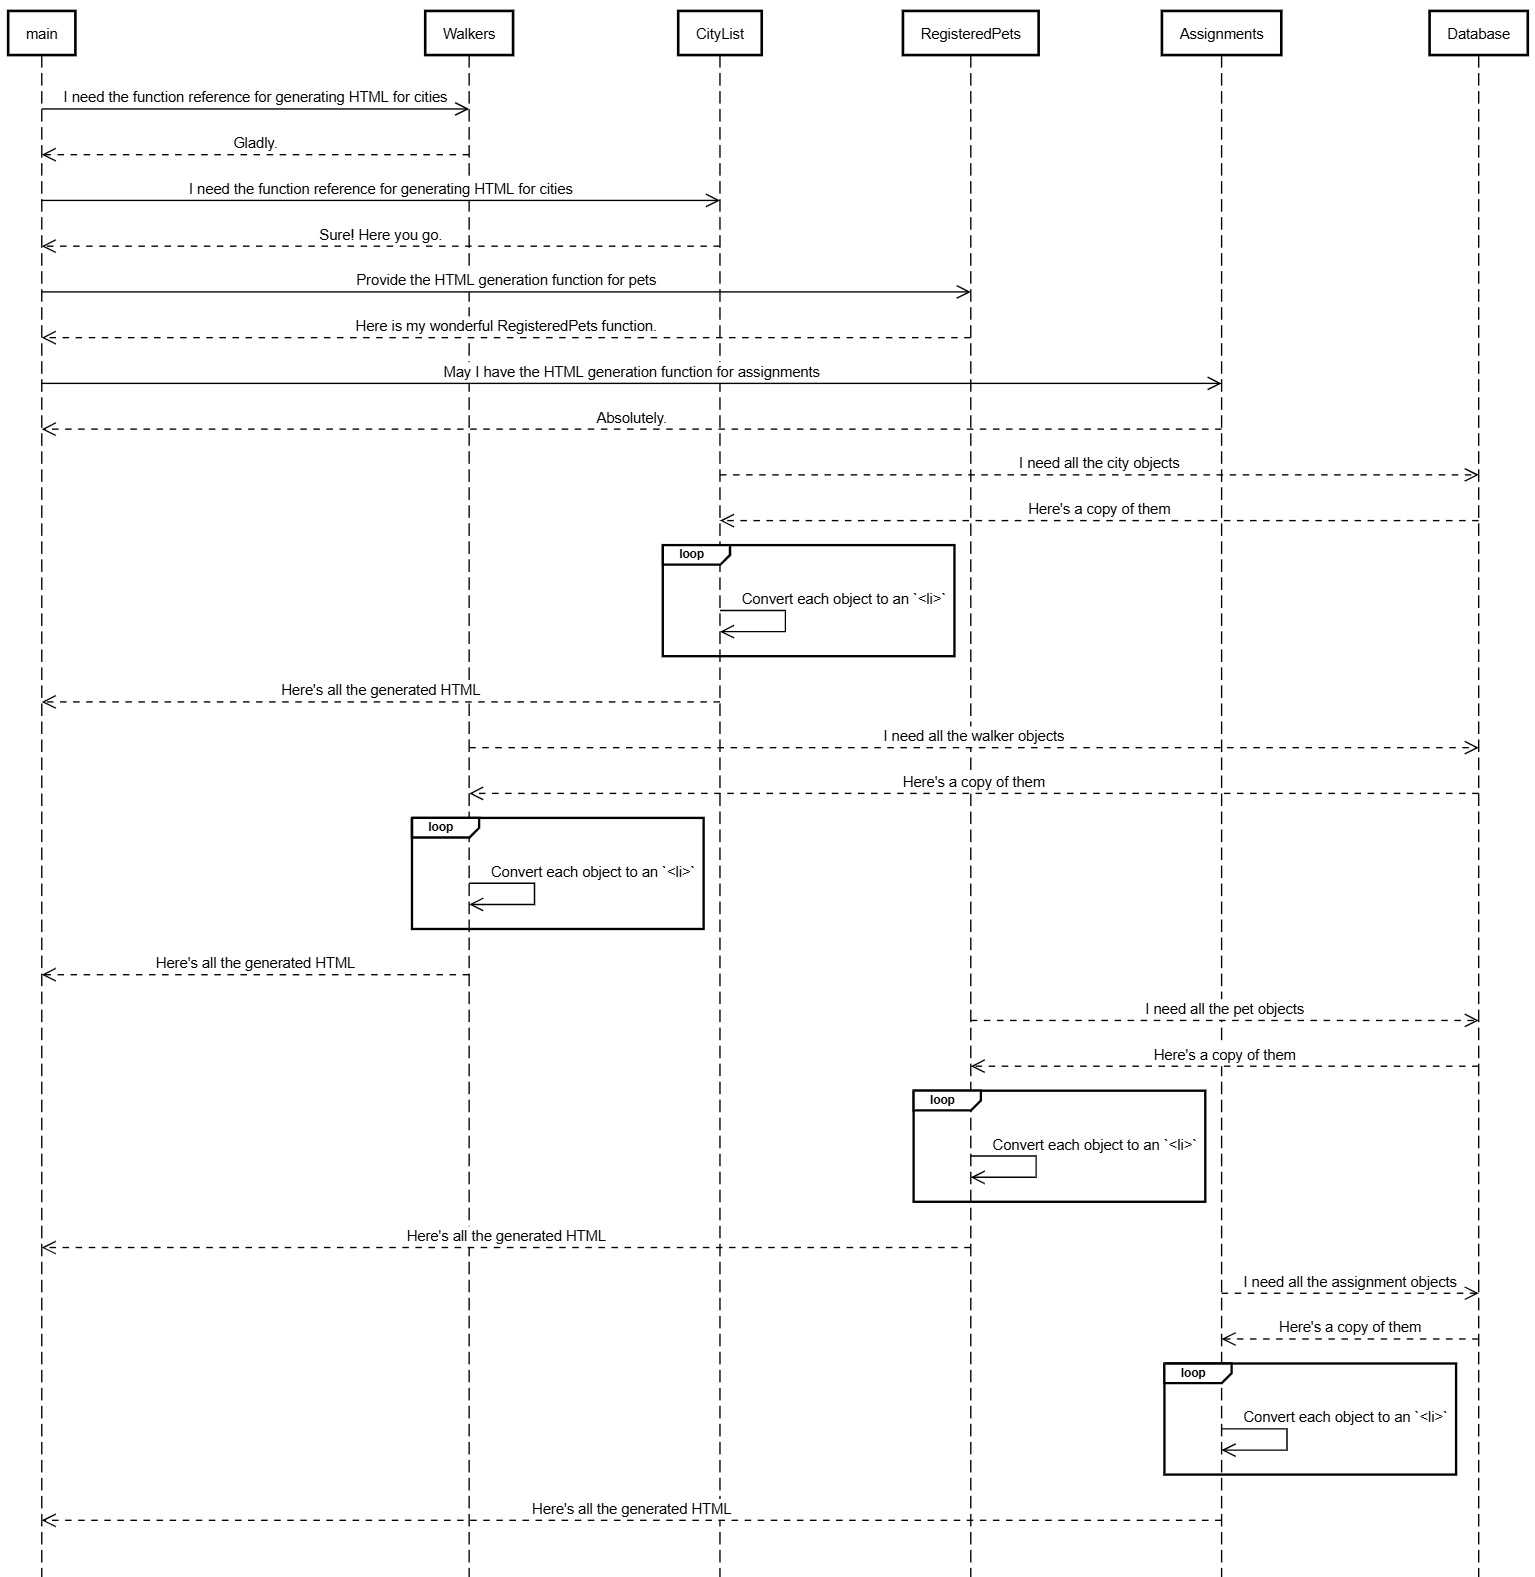 main
Walkers
CityList
RegisteredPets
Assignments
Database
I need the function reference for generating HTML for cities
Gladly.
I need the function reference for generating HTML for cities
Sure! Here you go.
Provide the HTML generation function for pets
Here is my wonderful RegisteredPets function.
May I have the HTML generation function for assignments
Absolutely.
I need all the city objects
Here's a copy of them
loop
Convert each object to an `<li>`
Here's all the generated HTML
I need all the walker objects
Here's a copy of them
loop
Convert each object to an `<li>`
Here's all the generated HTML
I need all the pet objects
Here's a copy of them
loop
Convert each object to an `<li>`
Here's all the generated HTML
I need all the assignment objects
Here's a copy of them
loop
Convert each object to an `<li>`
Here's all the generated HTML